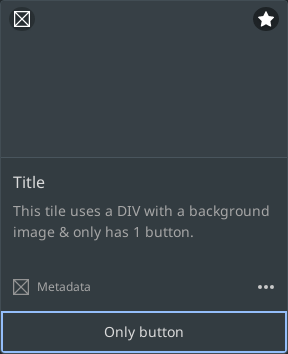 Title
This tile uses a DIV with a background
image & only has 1 button.
Metadata
Only button